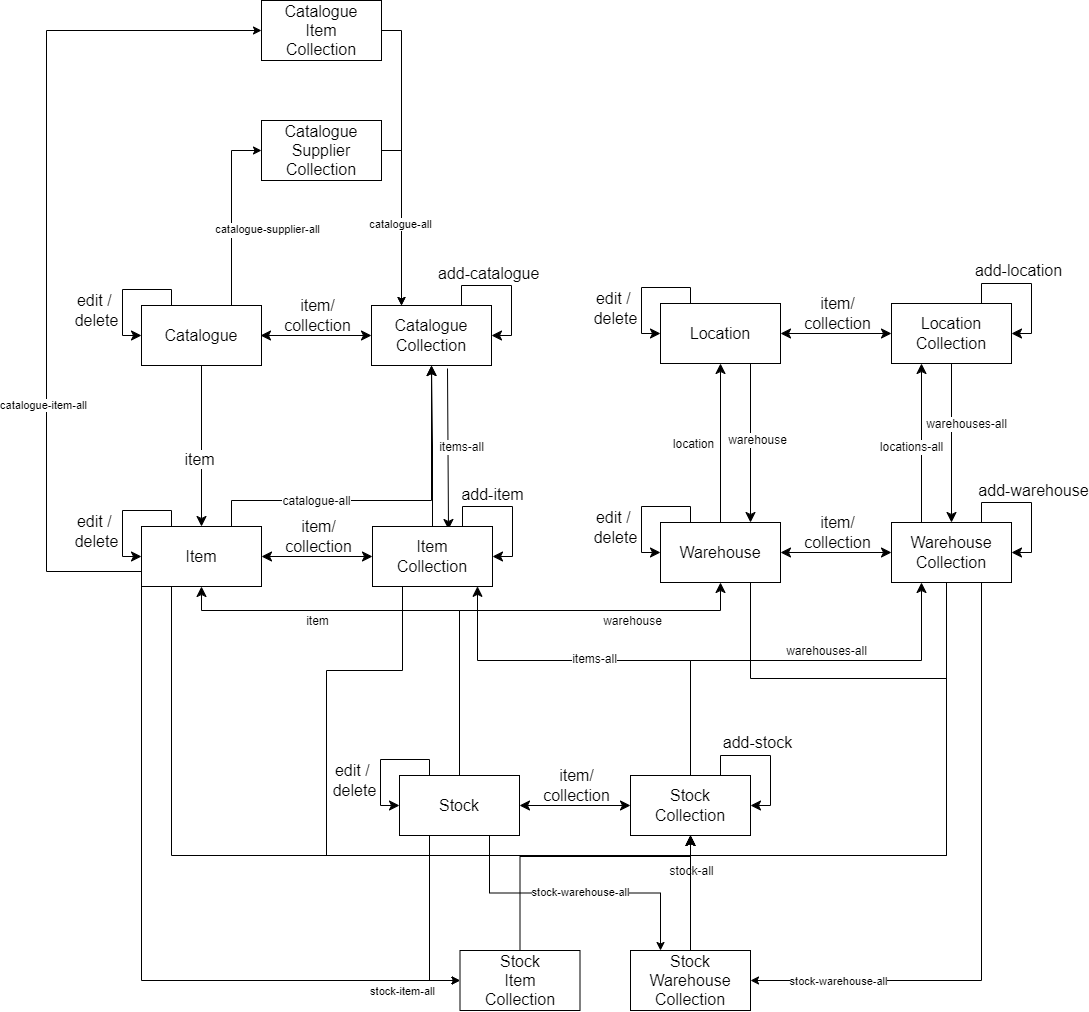 Catalogue
Item
Collection
Catalogue
Supplier
Collection
catalogue-supplier-all
catalogue-all
edit /
delete
Catalogue
item/
collection
add-catalogue
Catalogue
Collection
edit /
delete
Location
item/
collection
add-location
Location
Collection
catalogue-item-all
item
items-all
location
warehouse
locations-all
warehouses-all
catalogue-all
edit /
delete
Item
item/
collection
add-item
Item
Collection
edit /
delete
Warehouse
item/
collection
add-warehouse
Warehouse
Collection
item
warehouse
items-all
warehouses-all
edit /
delete
Stock
item/
collection
add-stock
Stock
Collection
stock-all
stock-warehouse-all
stock-item-all
Stock
Item
Collection
Stock
Warehouse
Collection
stock-warehouse-all